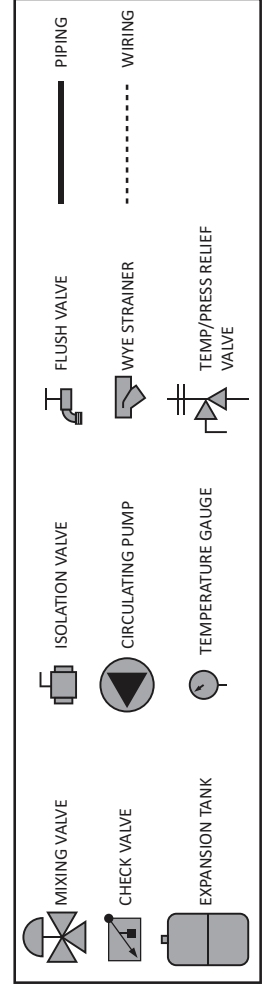 MIXING VALVE
ISOLATION VALVE
FLUSH VALVE
PIPING
CHECK VALVE
CIRCULATING PUMP
WYE STRAINER
WIRING
EXPANSION TANK
TEMPERATURE GAUGE
TEMP/PRESS RELIEF
VALVE